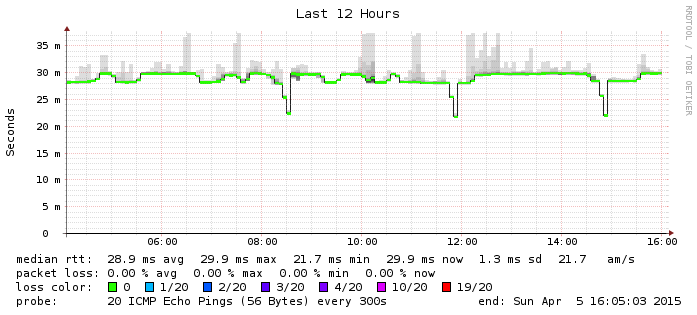 Last 12 Hours
RRDTOOL / TOBI OETIKER
Seconds
35 m
30 m
25 m
20 m
15 m
10 m
5 m
0
06:00 08:00 10:00 12:00 14:00 16:00
median rtt: 28.9 ms avg 29.9 ms max 21.7 ms min 29.9 ms now 1.3 ms sd 21.7 am/s
packet loss: 0.00 % avg 0.00 % max 0.00 % min 0.00 % now
loss color: 0 1/20 2/20 3/20 4/20 10/20 19/20
probe: 20 ICMP Echo Pings (56 Bytes) every 300s end: Sun Apr 5 16:05:03 2015